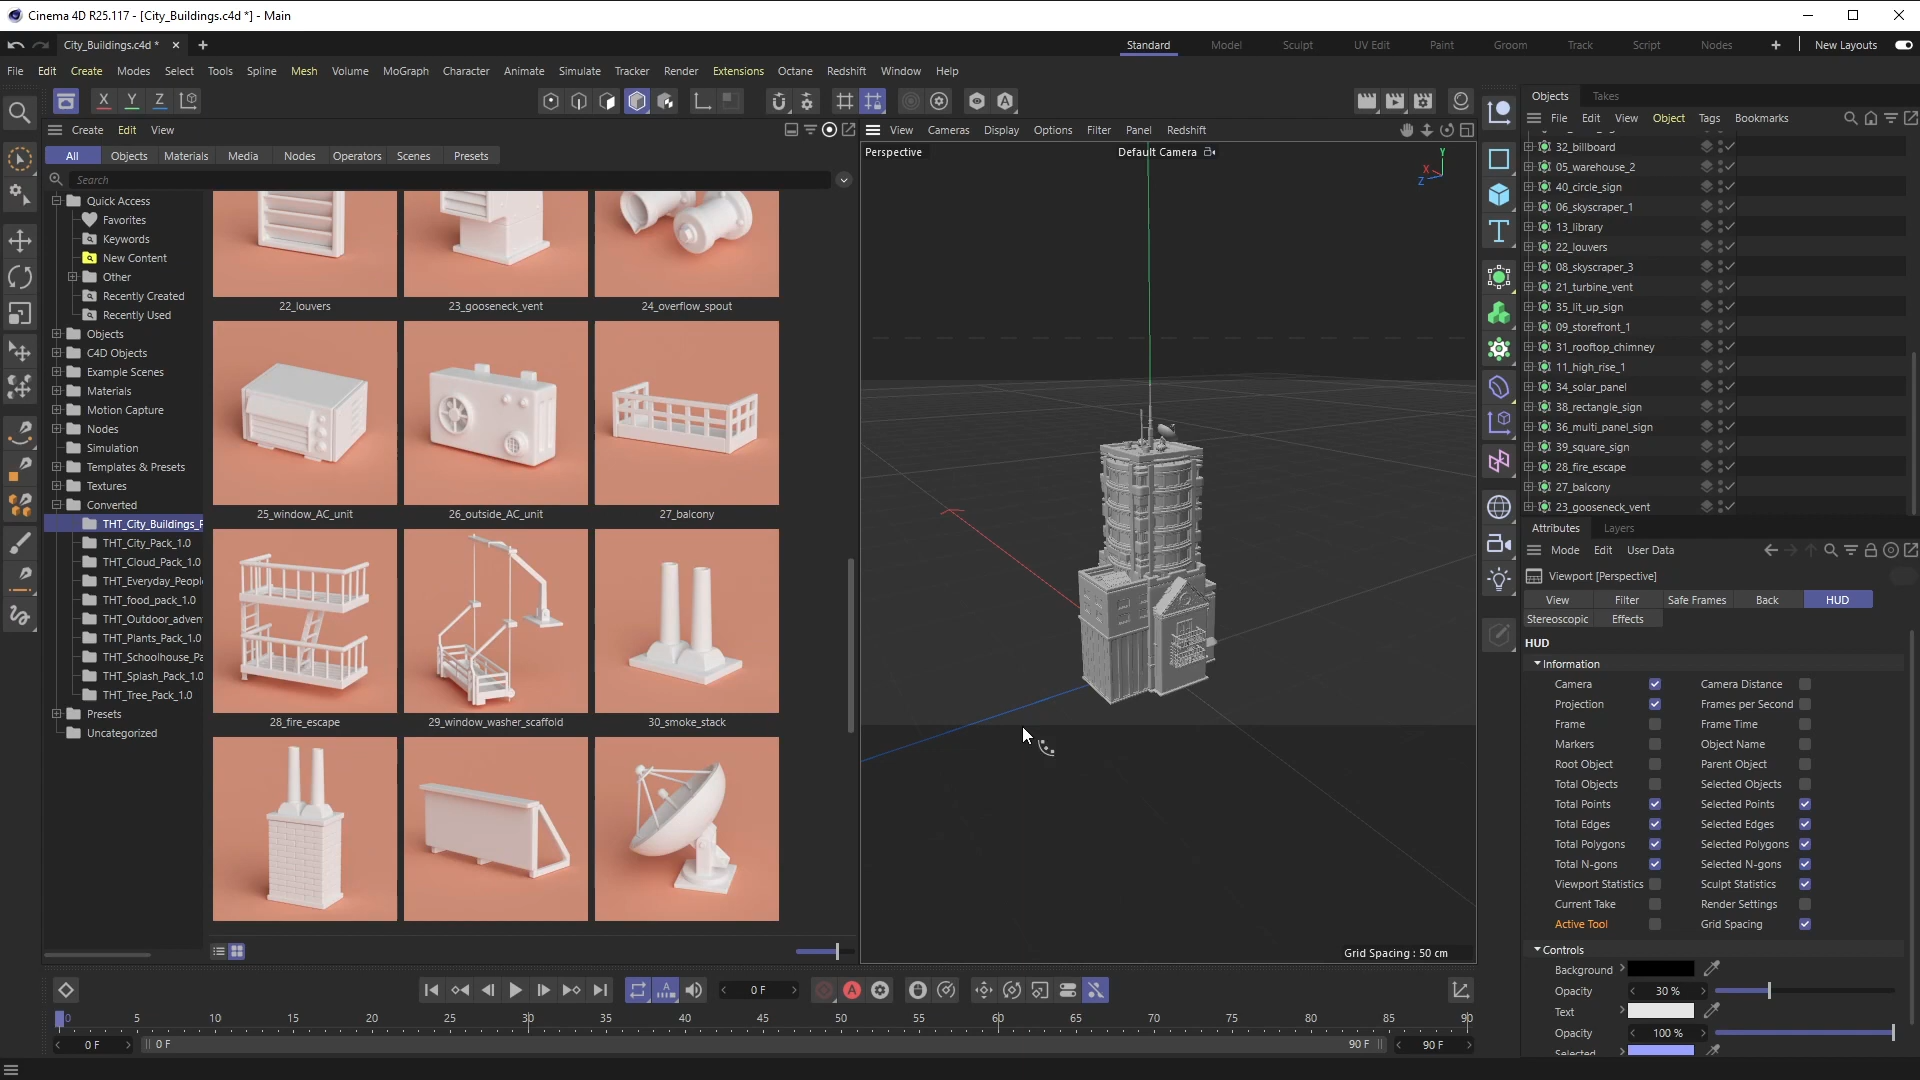 Cinema 4D R25.117 - [City_Buildings.c4d *] - Main
City_Buildings.c4d * × +
Standard Model Sculpt UV Edit Paint Groom Track Script Nodes + New Layouts
File Edit Create Modes Select Tools Spline Mesh Volume MoGraph Character Animate Simulate Tracker Render Extensions Octane Redshift Window Help
X Y Z
Create Edit View
All Objects Materials Media Nodes Operators Scenes Presets
Search
Quick Access
Favorites
Keywords
New Content
Other
Recently Created
Recently Used
Objects
C4D Objects
Example Scenes
Materials
Motion Capture
Nodes
Simulation
Templates & Presets
Textures
Converted
THT_City_Buildings_F
THT_City_Pack_1.0
THT_Cloud_Pack_1.0
THT_Everyday_Peopl
THT_food_pack_1.0
THT_Outdoor_adven
THT_Plants_Pack_1.0
THT_Schoolhouse_Pa
THT_Splash_Pack_1.0
THT_Tree_Pack_1.0
Presets
Uncategorized
22_louvers 23_gooseneck_vent 24_overflow_spout
25_window_AC_unit 26_outside_AC_unit 27_balcony
28_fire_escape 29_window_washer_scaffold 30_smoke_stack
View Cameras Display Options Filter Panel Redshift
Perspective Default Camera
Y
X
Z
Grid Spacing : 50 cm
Objects Takes
File Edit View Object Tags Bookmarks
32_billboard
05_warehouse_2
40_circle_sign
06_skyscraper_1
13_library
22_louvers
08_skyscraper_3
21_turbine_vent
35_lit_up_sign
09_storefront_1
31_rooftop_chimney
11_high_rise_1
34_solar_panel
38_rectangle_sign
36_multi_panel_sign
39_square_sign
28_fire_escape
27_balcony
23_gooseneck_vent
Attributes Layers
Mode Edit User Data
Viewport [Perspective]
View Filter Safe Frames Back HUD
Stereoscopic Effects
HUD
Information
Camera Camera Distance
Projection Frames per Second
Frame Frame Time
Markers Object Name
Root Object Parent Object
Total Objects Selected Objects
Total Points Selected Points
Total Edges Selected Edges
Total Polygons Selected Polygons
Total N-gons Selected N-gons
Viewport Statistics Sculpt Statistics
Current Take Render Settings
Active Tool Grid Spacing
Controls
Background
Opacity 30 %
Text
Opacity 100 %
Selected
0 F
0 5 10 15 20 25 30 35 40 45 50 55 60 65 70 75 80 85 90
0 F 0 F 90 F 90 F